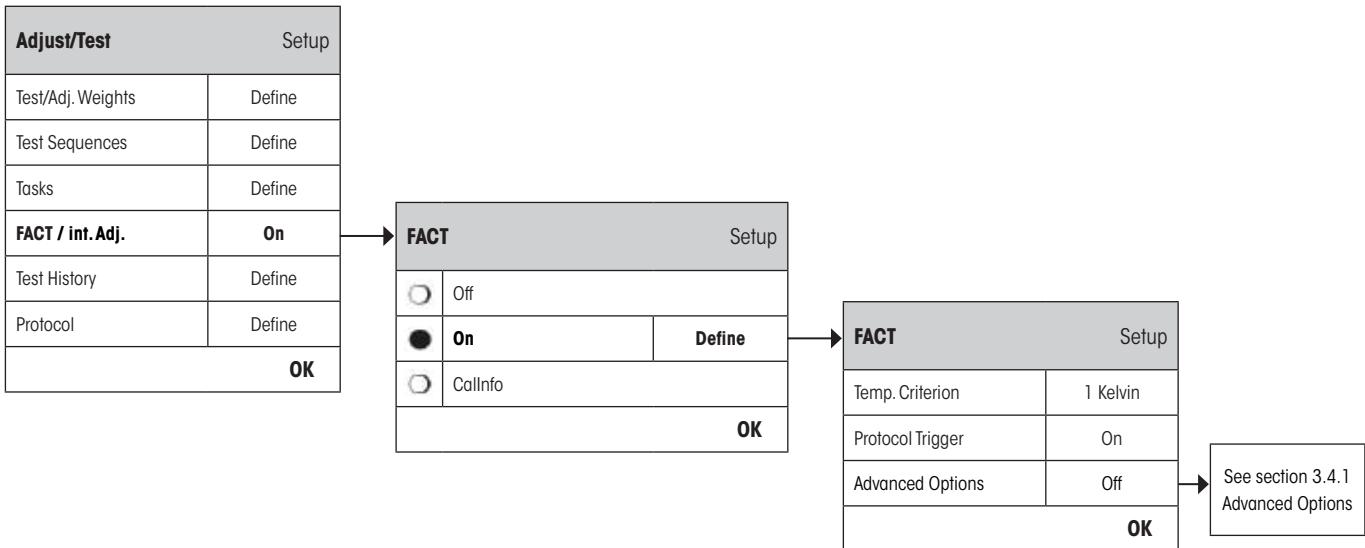 Adjust/Test Setup
Test/Adj. Weights Define
Test Sequences Define
Tasks Define
FACT / int. Adj. On
Test History Define
Protocol Define
OK
FACT Setup
Off
On Define
CalInfo
OK
FACT Setup
Temp. Criterion 1 Kelvin
Protocol Trigger On
Advanced Options Off
OK
See section 3.4.1
Advanced Options